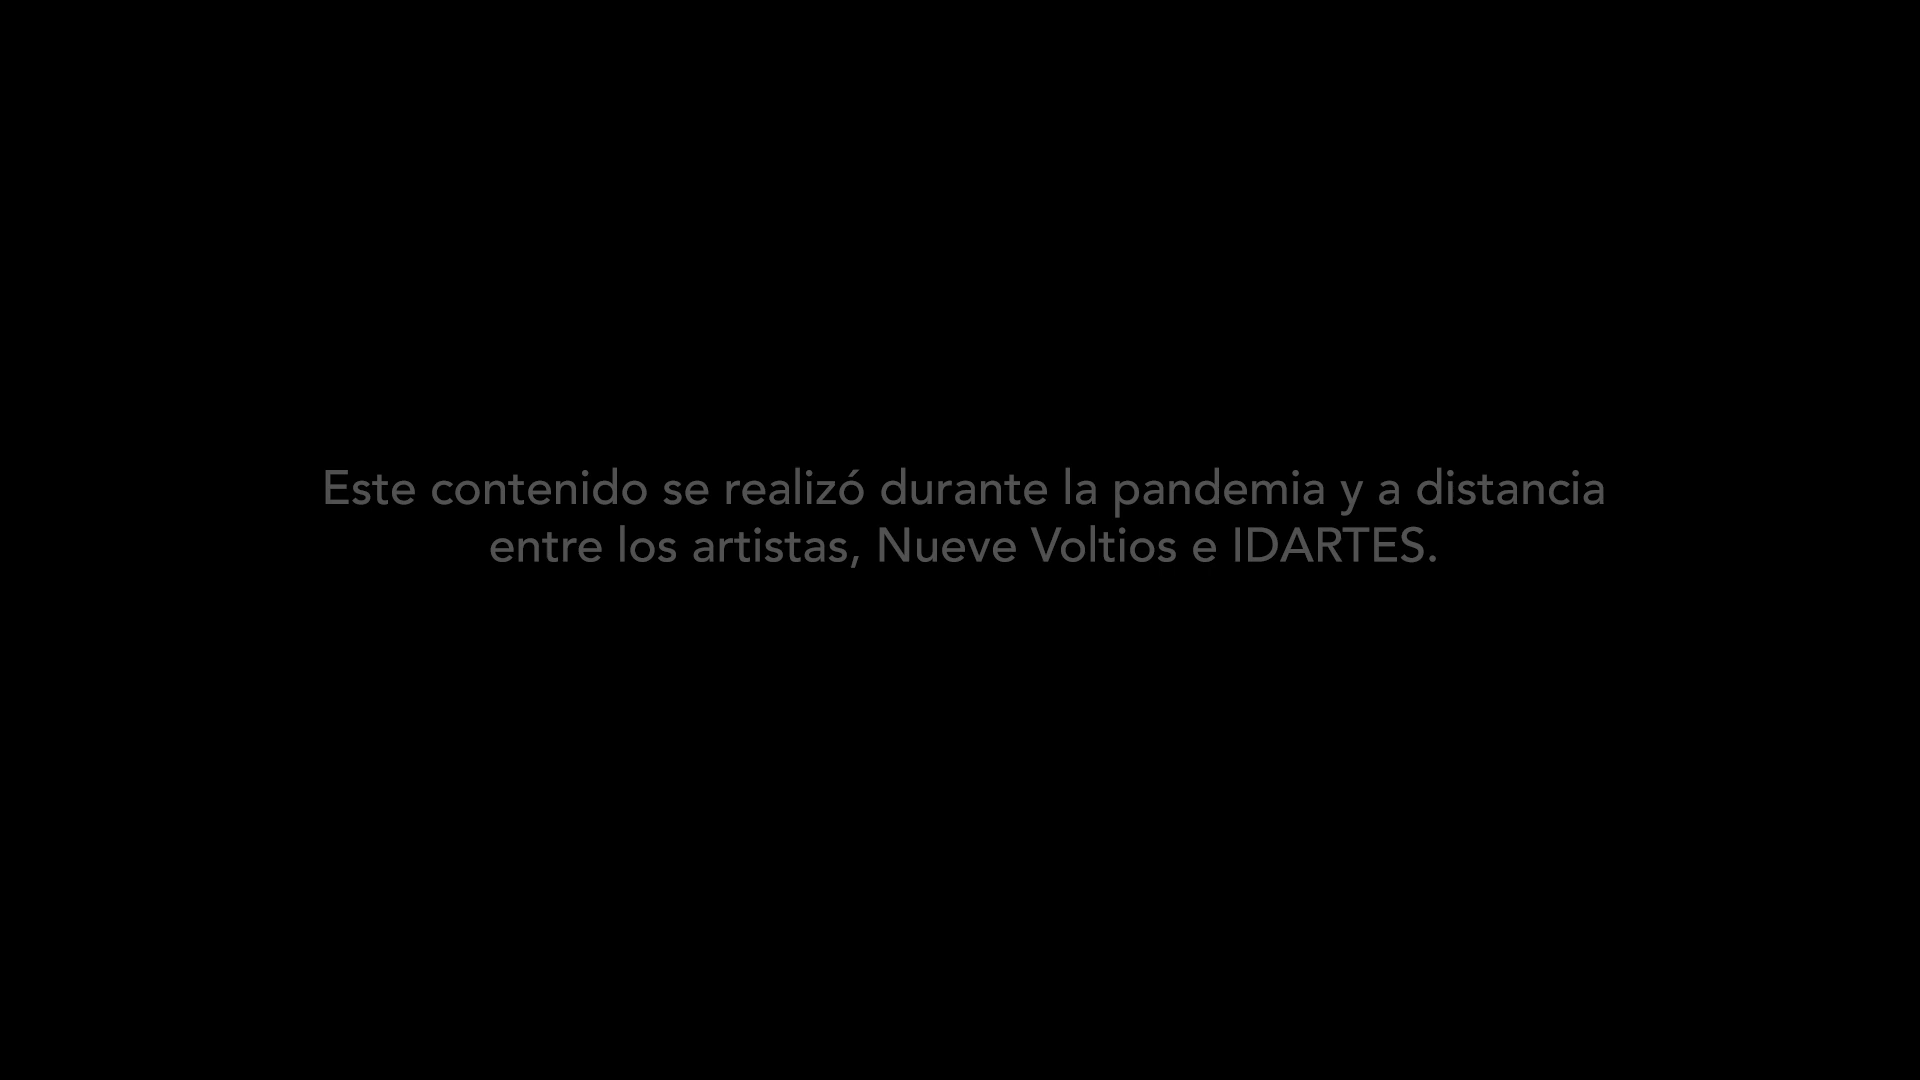 Este contenido se realizó durante la pandemia y a distancia
entre los artistas, Nueve Voltios e IDARTES.